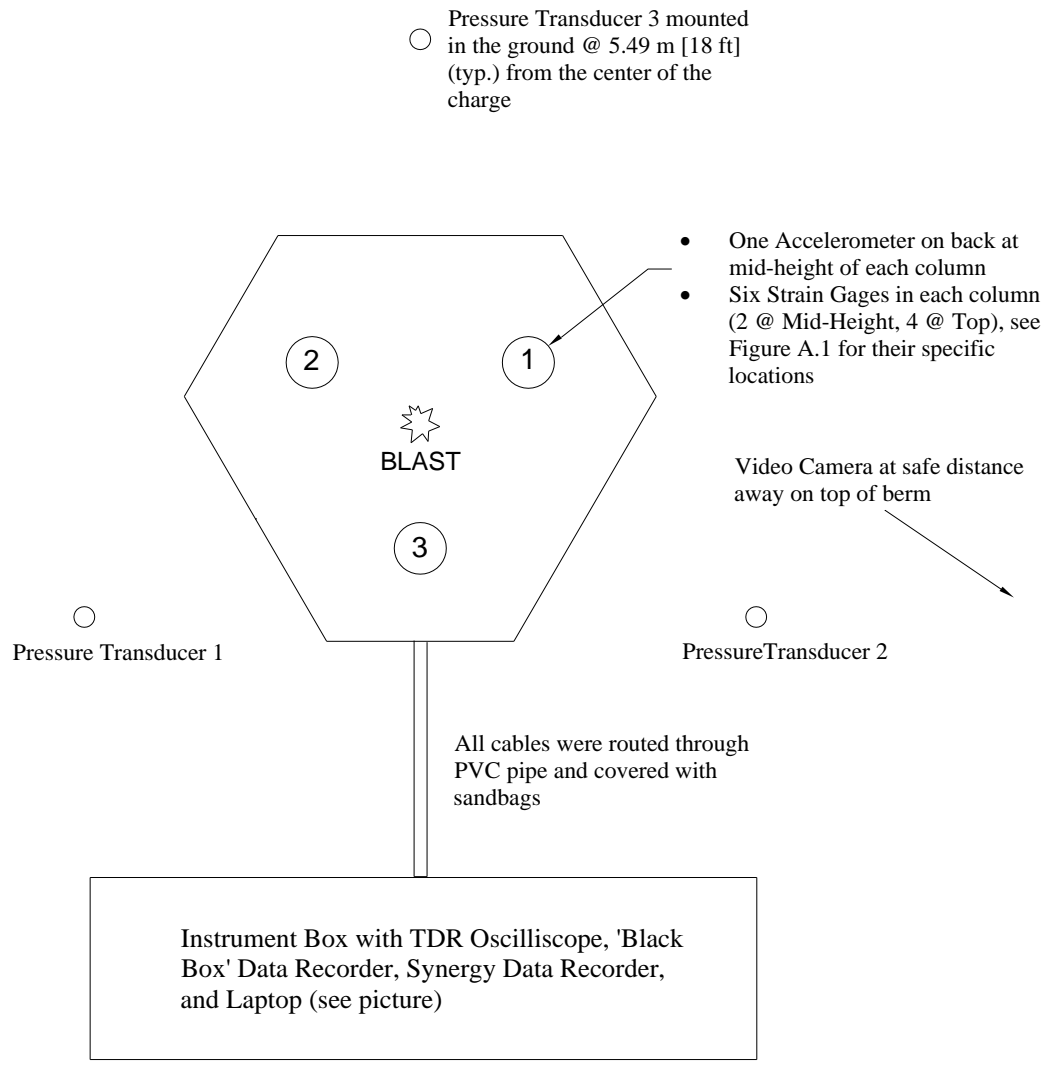 Pressure Transducer 3 mounted
in the ground @ 5.49 m [18 ft]
(typ.) from the center of the
charge
• One Accelerometer on back at
mid-height of each column
• Six Strain Gages in each column
(2 @ Mid-Height, 4 @ Top), see
Figure A.1 for their specific
locations
2
1
BLAST
3
Video Camera at safe distance
away on top of berm
Pressure Transducer 1
PressureTransducer 2
All cables were routed through
PVC pipe and covered with
sandbags
Instrument Box with TDR Oscilliscope, 'Black
Box' Data Recorder, Synergy Data Recorder,
and Laptop (see picture)